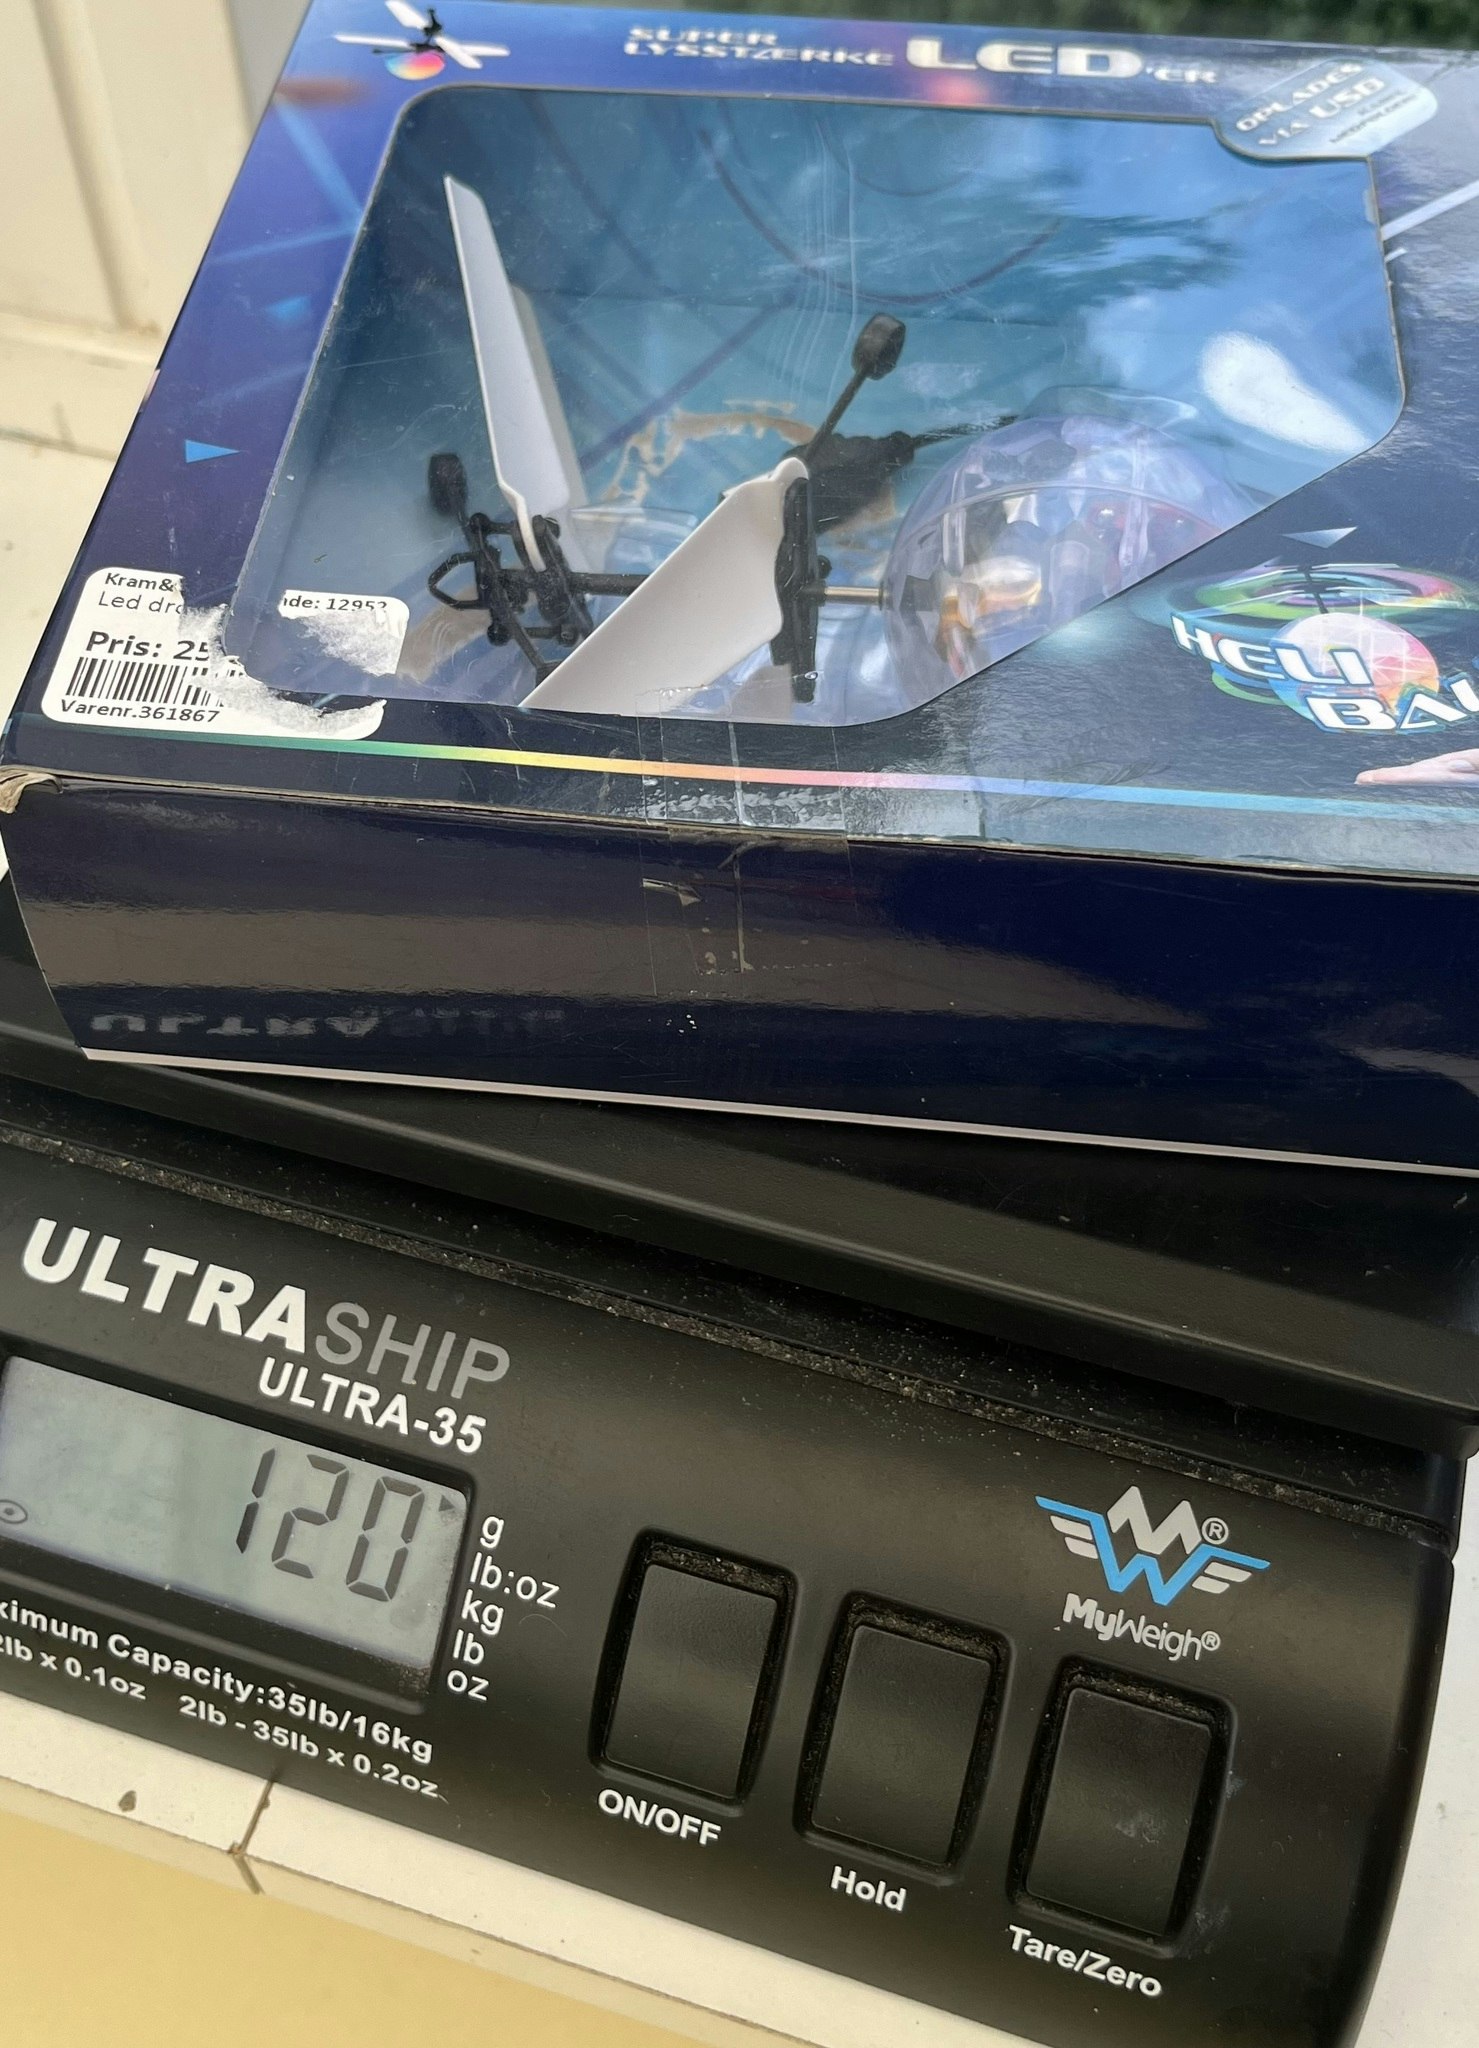 SUPER
LYSSTÆRKE LED'ER
OPLADES
VIA USB
Kram&
Led dr
nde: 12952
Pris: 25
Varenr.361867
HELI
BAL
ULTRASHIP
ULTRA-35
120
g
lb:oz
kg
lb
oz
ximum Capacity:35lb/16kg
2lb x 0.1oz 2lb - 35lb x 0.2oz
MyWeigh®
ON/OFF
Hold
Tare/Zero